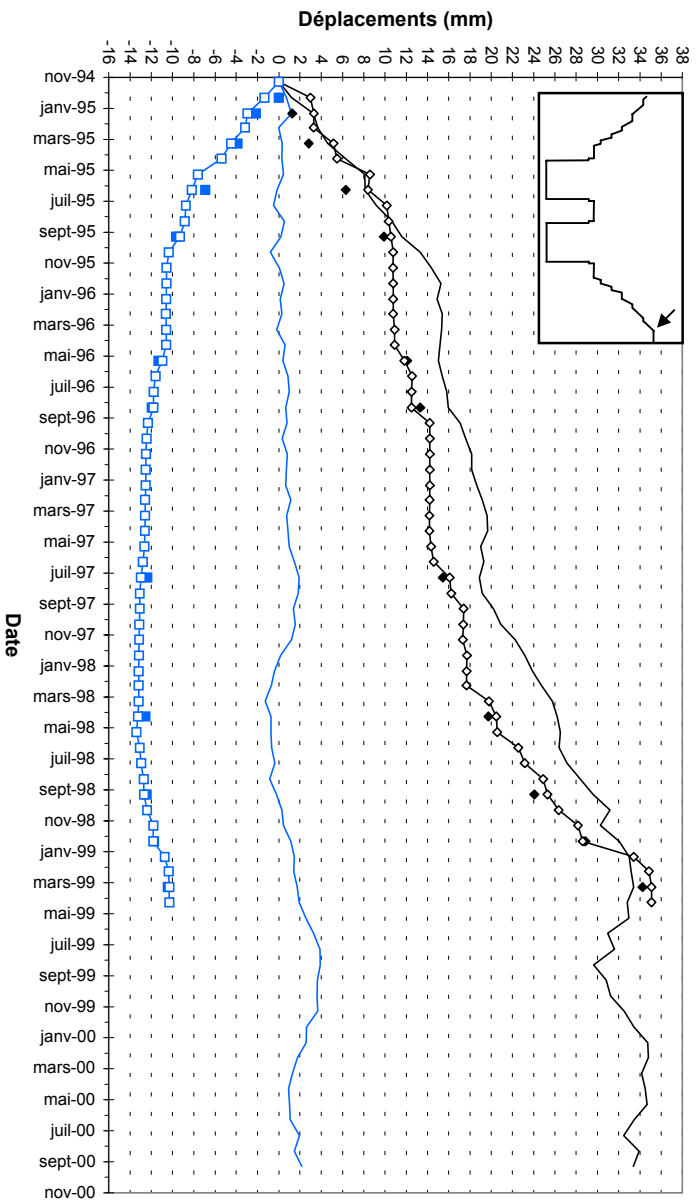 Déplacements (mm)
-16 -14 -12 -10 -8 -6 -4 -2 0 2 4 6 8 10 12 14 16 18 20 22 24 26 28 30 32 34 36 38
nov-94
janv-95
mars-95
mai-95
juil-95
sept-95
nov-95
janv-96
mars-96
mai-96
juil-96
sept-96
nov-96
janv-97
mars-97
mai-97
juil-97
sept-97
nov-97
janv-98
mars-98
mai-98
juil-98
sept-98
nov-98
janv-99
mars-99
mai-99
juil-99
sept-99
nov-99
janv-00
mars-00
mai-00
juil-00
sept-00
nov-00
Date